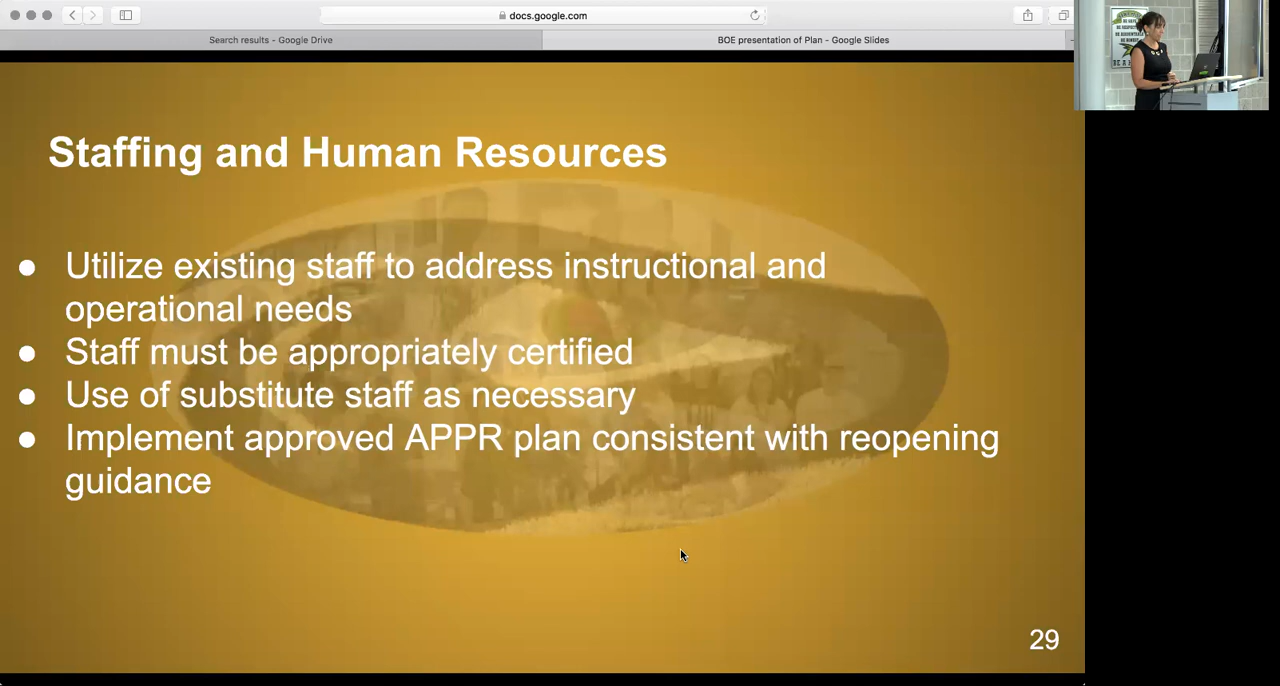 docs.google.com
Search results - Google Drive
BOE presentation of Plan - Google Slides
Staffing and Human Resources
● Utilize existing staff to address instructional and
operational needs
● Staff must be appropriately certified
● Use of substitute staff as necessary
● Implement approved APPR plan consistent with reopening
guidance
29